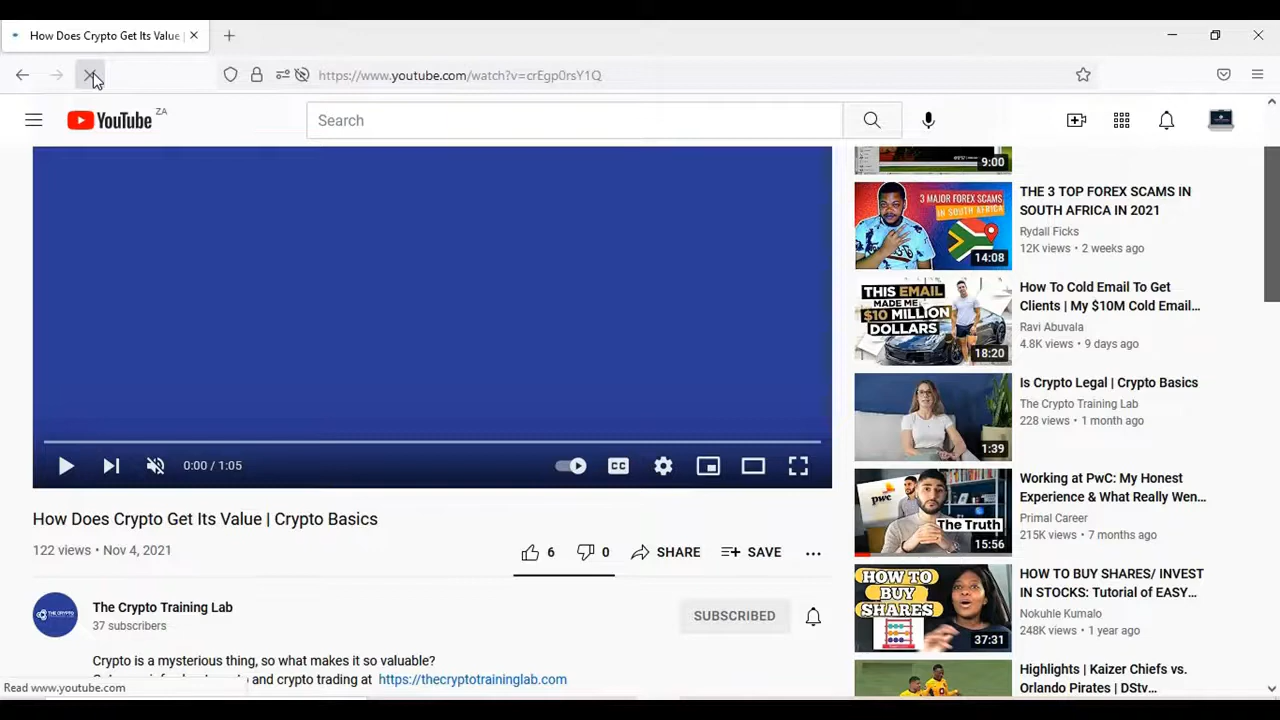 How Does Crypto Get Its Value |
https://www.youtube.com/watch?v=crEgp0rsY1Q
YouTube ZA
Search
0:00 / 1:05
CC
How Does Crypto Get Its Value | Crypto Basics
122 views • Nov 4, 2021
6
0
SHARE
SAVE
The Crypto Training Lab
37 subscribers
SUBSCRIBED
Crypto is a mysterious thing, so what makes it so valuable?
and crypto trading at https://thecryptotraininglab.com
Read www.youtube.com
9:00
3 MAJOR FOREX SCAMS
IN SOUTH AFRICA
14:08
THE 3 TOP FOREX SCAMS IN
SOUTH AFRICA IN 2021
Rydall Ficks
12K views • 2 weeks ago
THIS EMAIL
MADE ME
$10 MILLION
DOLLARS
18:20
How To Cold Email To Get
Clients | My $10M Cold Email…
Ravi Abuvala
4.8K views • 9 days ago
1:39
Is Crypto Legal | Crypto Basics
The Crypto Training Lab
228 views • 1 month ago
pwc
The Truth
15:56
Working at PwC: My Honest
Experience & What Really Wen…
Primal Career
215K views • 7 months ago
HOW TO
BUY
SHARES
37:31
HOW TO BUY SHARES/ INVEST
IN STOCKS: Tutorial of EASY…
Nokuhle Kumalo
248K views • 1 year ago
Highlights | Kaizer Chiefs vs.
Orlando Pirates | DStv…